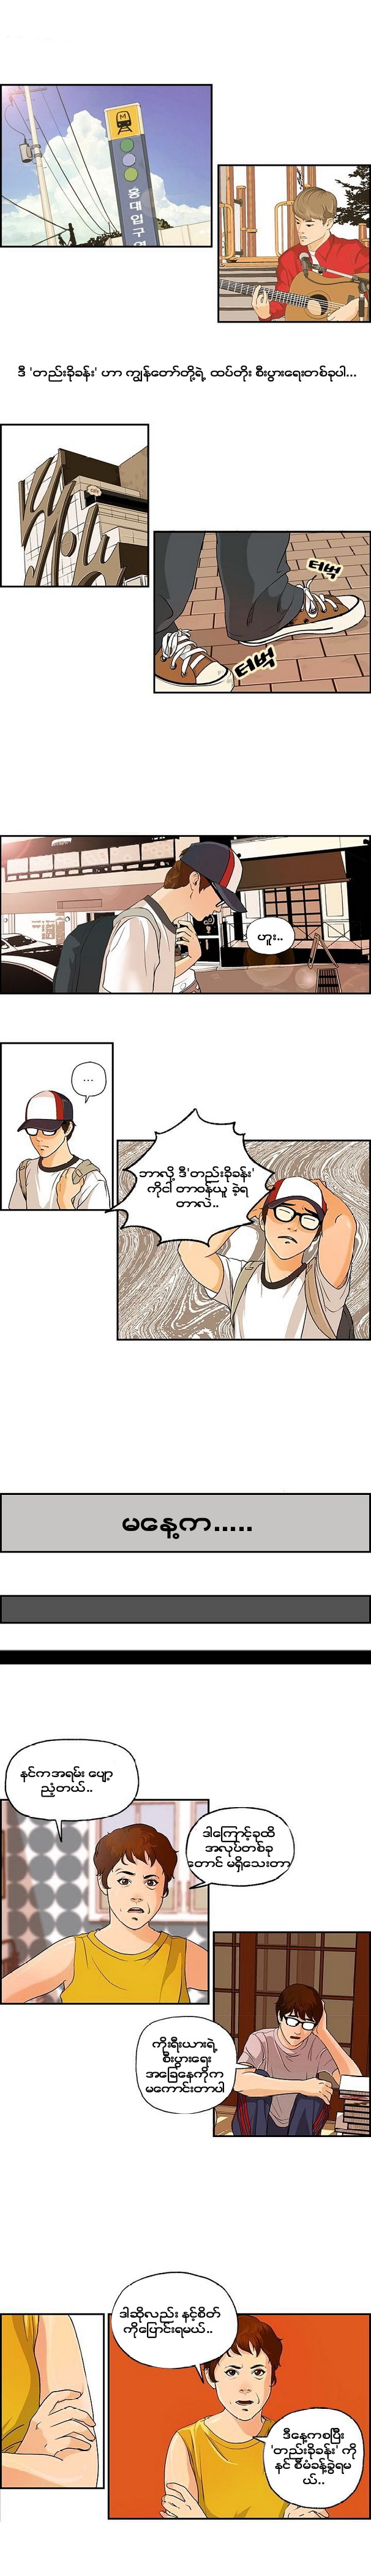 M
홍대입구역
ဒီ 'တည်းခိုခန်း' ဟာ ကျွန်တော်တို့ရဲ့ ထပ်တိုး စီးပွားရေးတစ်ခုပါ...
터벅
터벅
ဟူး..
...
ဘာလို့ ဒီ'တည်းခိုခန်း'
ကိုငါ တာဝန်ယူ ခဲ့ရ
တာလဲ..
မနေ့က.....
နင်ကအရမ်း ပျော့
ညံ့တယ်..
ဒါကြောင့်ခုထိ
အလုပ်တစ်ခု
တောင် မရှိသေးတာ
ကိုးရီးယားရဲ့
စီးပွားရေး
အခြေနေကိုက
မကောင်းတာပါ
ဒါဆိုလည်း နင့်စိတ်
ကိုပြောင်းရမယ်..
ဒီနေ့ကစပြီး
'တည်းခိုခန်း' ကို
နင် စီမံခန့်ခွဲရမ
ယ်..